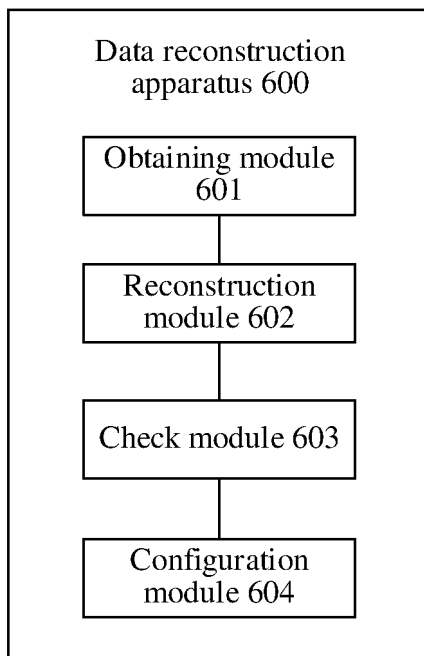 Data reconstruction
apparatus 600
Obtaining module
601
Reconstruction
module 602
Check module 603
Configuration
module 604